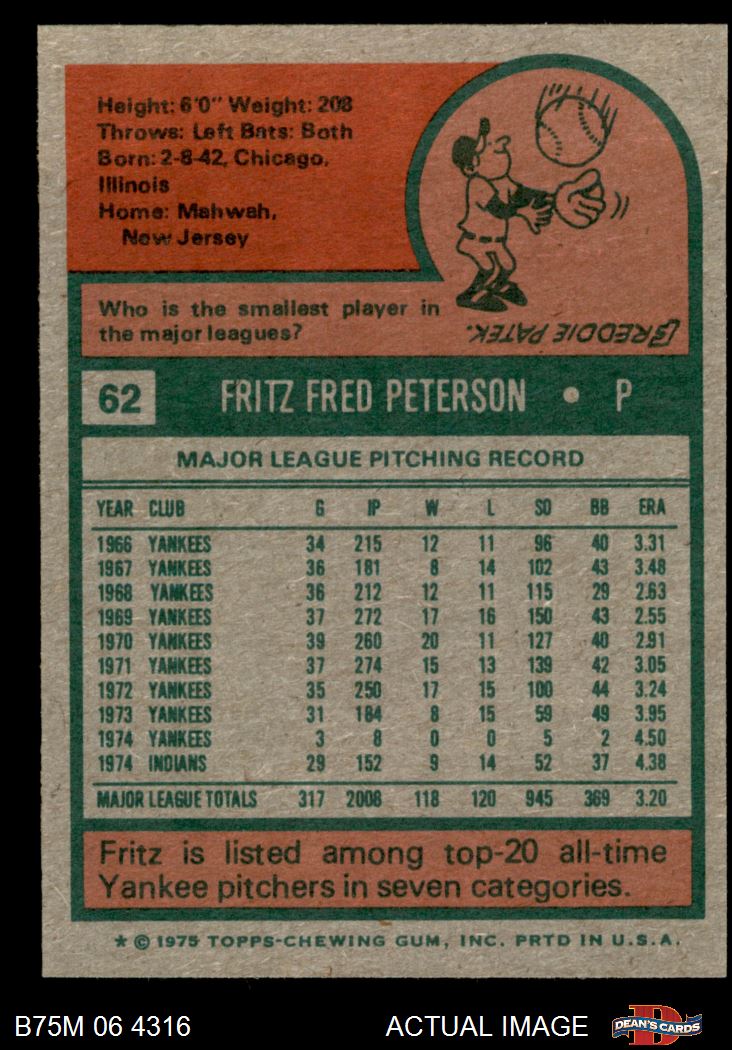 Height: 6'0" Weight: 208
Throws: Left Bats: Both
Born: 2-8-42, Chicago,
Illinois
Home: Mahwah,
New Jersey
Who is the smallest player in
the major leagues?
FREDDIE PATEK.
62 FRITZ FRED PETERSON • P
MAJOR LEAGUE PITCHING RECORD
YEAR CLUB G IP W L SO BB ERA
1966 YANKEES 34 215 12 11 96 40 3.31
1967 YANKEES 36 181 8 14 102 43 3.48
1968 YANKEES 36 212 12 11 115 29 2.63
1969 YANKEES 37 272 17 16 150 43 2.55
1970 YANKEES 39 260 20 11 127 40 2.91
1971 YANKEES 37 274 15 13 139 42 3.05
1972 YANKEES 35 250 17 15 100 44 3.24
1973 YANKEES 31 184 8 15 59 49 3.95
1974 YANKEES 3 8 0 0 5 2 4.50
1974 INDIANS 29 152 9 14 52 37 4.38
MAJOR LEAGUE TOTALS 317 2008 118 120 945 369 3.20
Fritz is listed among top-20 all-time
Yankee pitchers in seven categories.
* © 1975 TOPPS-CHEWING GUM, INC. PRTD IN U.S.A.
B75M 06 4316 ACTUAL IMAGE DEAN'S CARDS